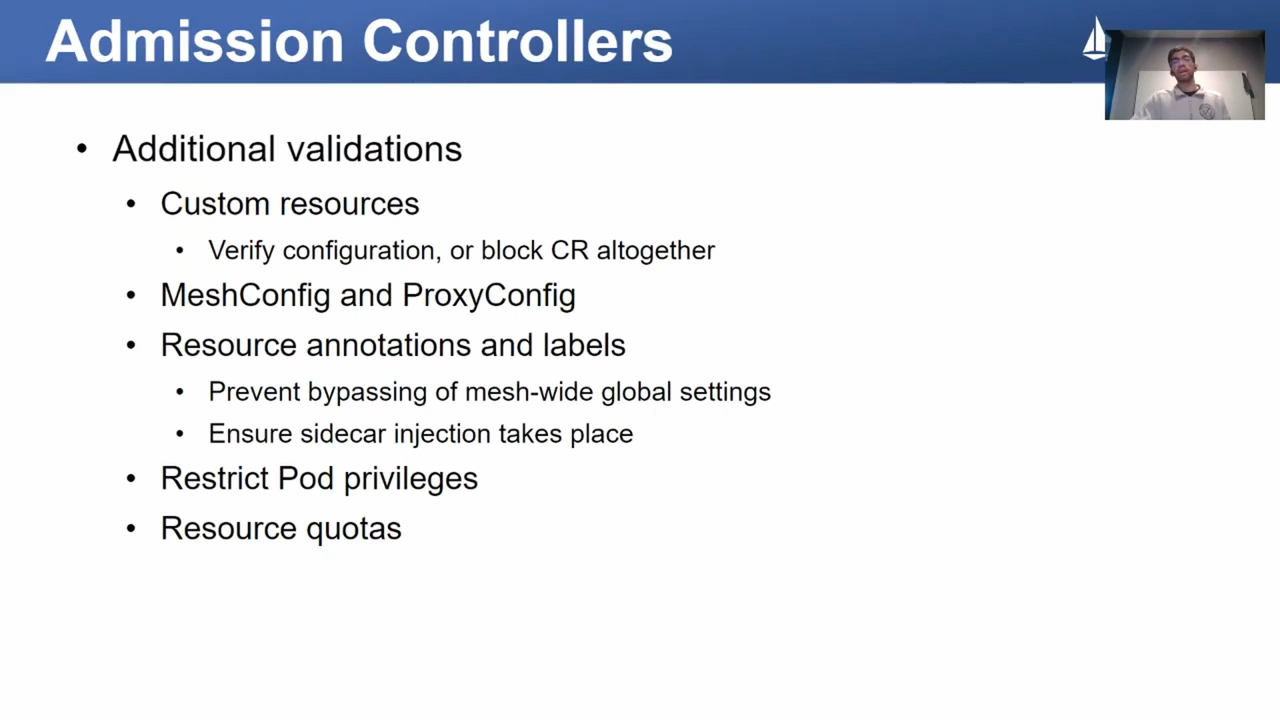 Admission Controllers
• Additional validations
• Custom resources
• Verify configuration, or block CR altogether
• MeshConfig and ProxyConfig
• Resource annotations and labels
• Prevent bypassing of mesh-wide global settings
• Ensure sidecar injection takes place
• Restrict Pod privileges
• Resource quotas